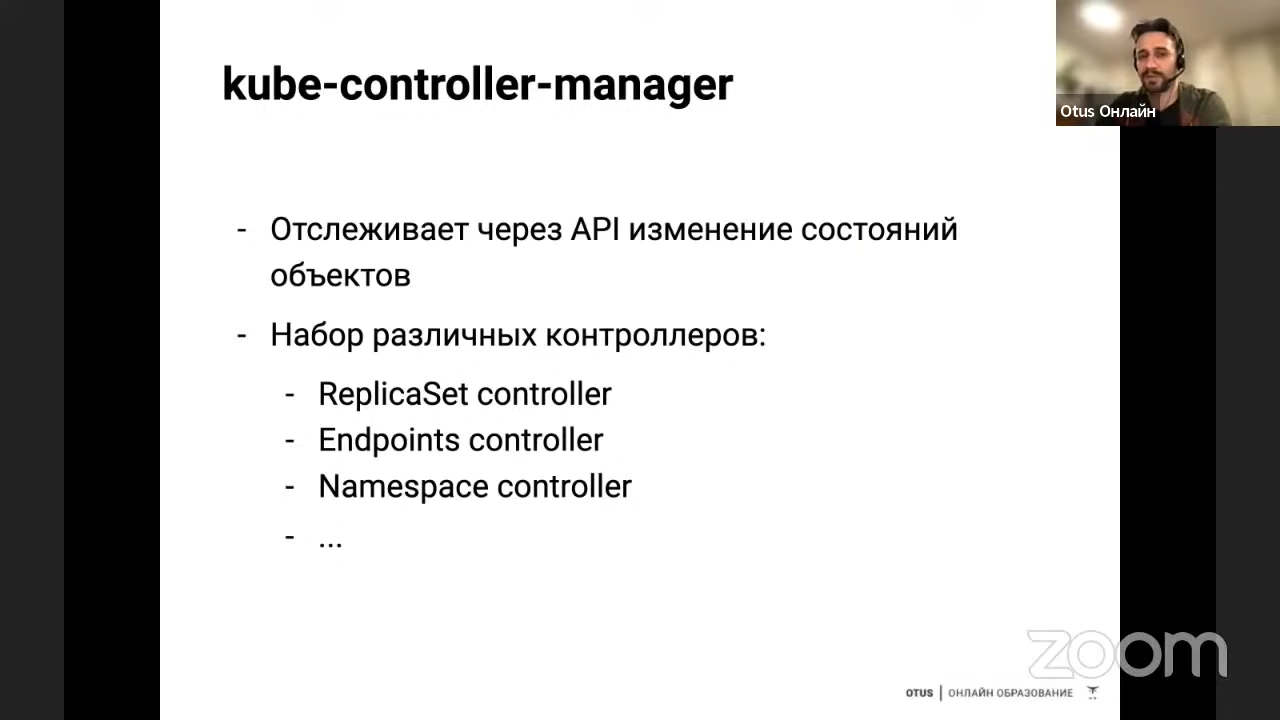 kube-controller-manager
Otus Онлайн
- Отслеживает через API изменение состояний
объектов
- Набор различных контроллеров:
- ReplicaSet controller
- Endpoints controller
- Namespace controller
- ...
zoom
OTUS | ОНЛАЙН ОБРАЗОВАНИЕ